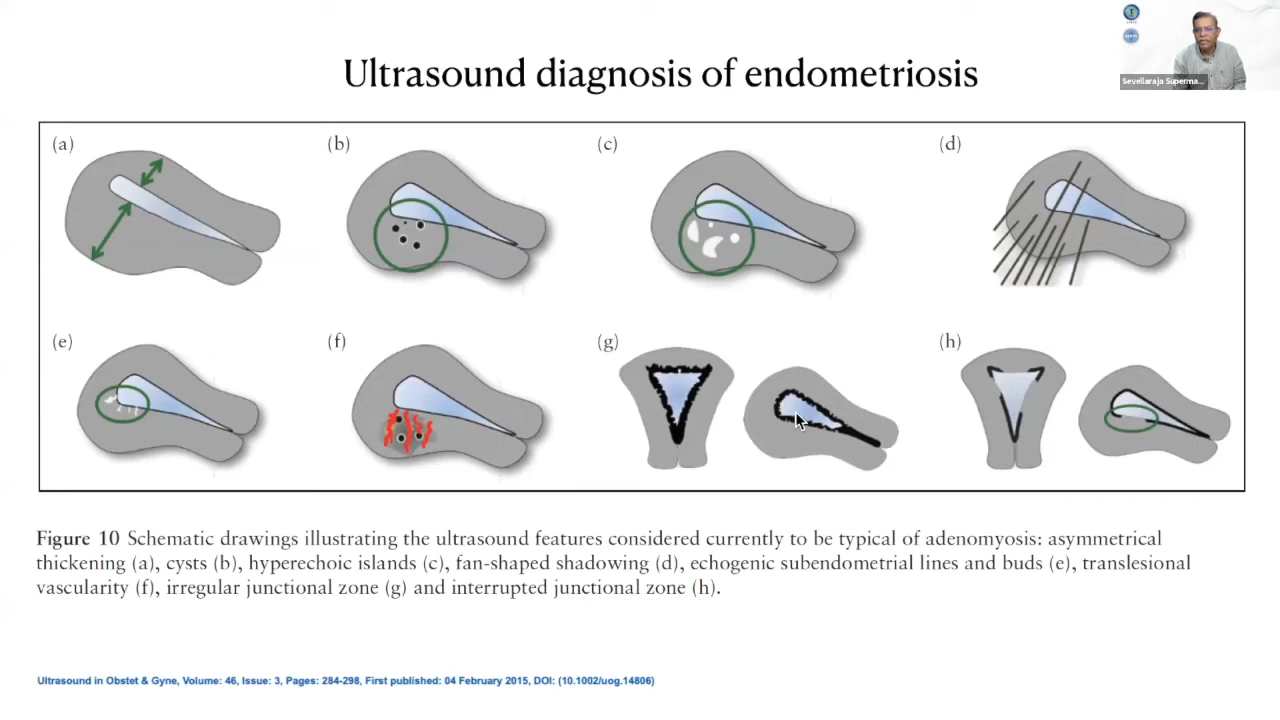 Sevellaraja Superma...
Ultrasound diagnosis of endometriosis
(a)
(b)
(c)
(d)
(e)
(f)
(g)
(h)
Figure 10 Schematic drawings illustrating the ultrasound features considered currently to be typical of adenomyosis: asymmetrical
thickening (a), cysts (b), hyperechoic islands (c), fan-shaped shadowing (d), echogenic subendometrial lines and buds (e), translesional
vascularity (f), irregular junctional zone (g) and interrupted junctional zone (h).
Ultrasound in Obstet & Gyne, Volume: 46, Issue: 3, Pages: 284-298, First published: 04 February 2015, DOI: (10.1002/uog.14806)